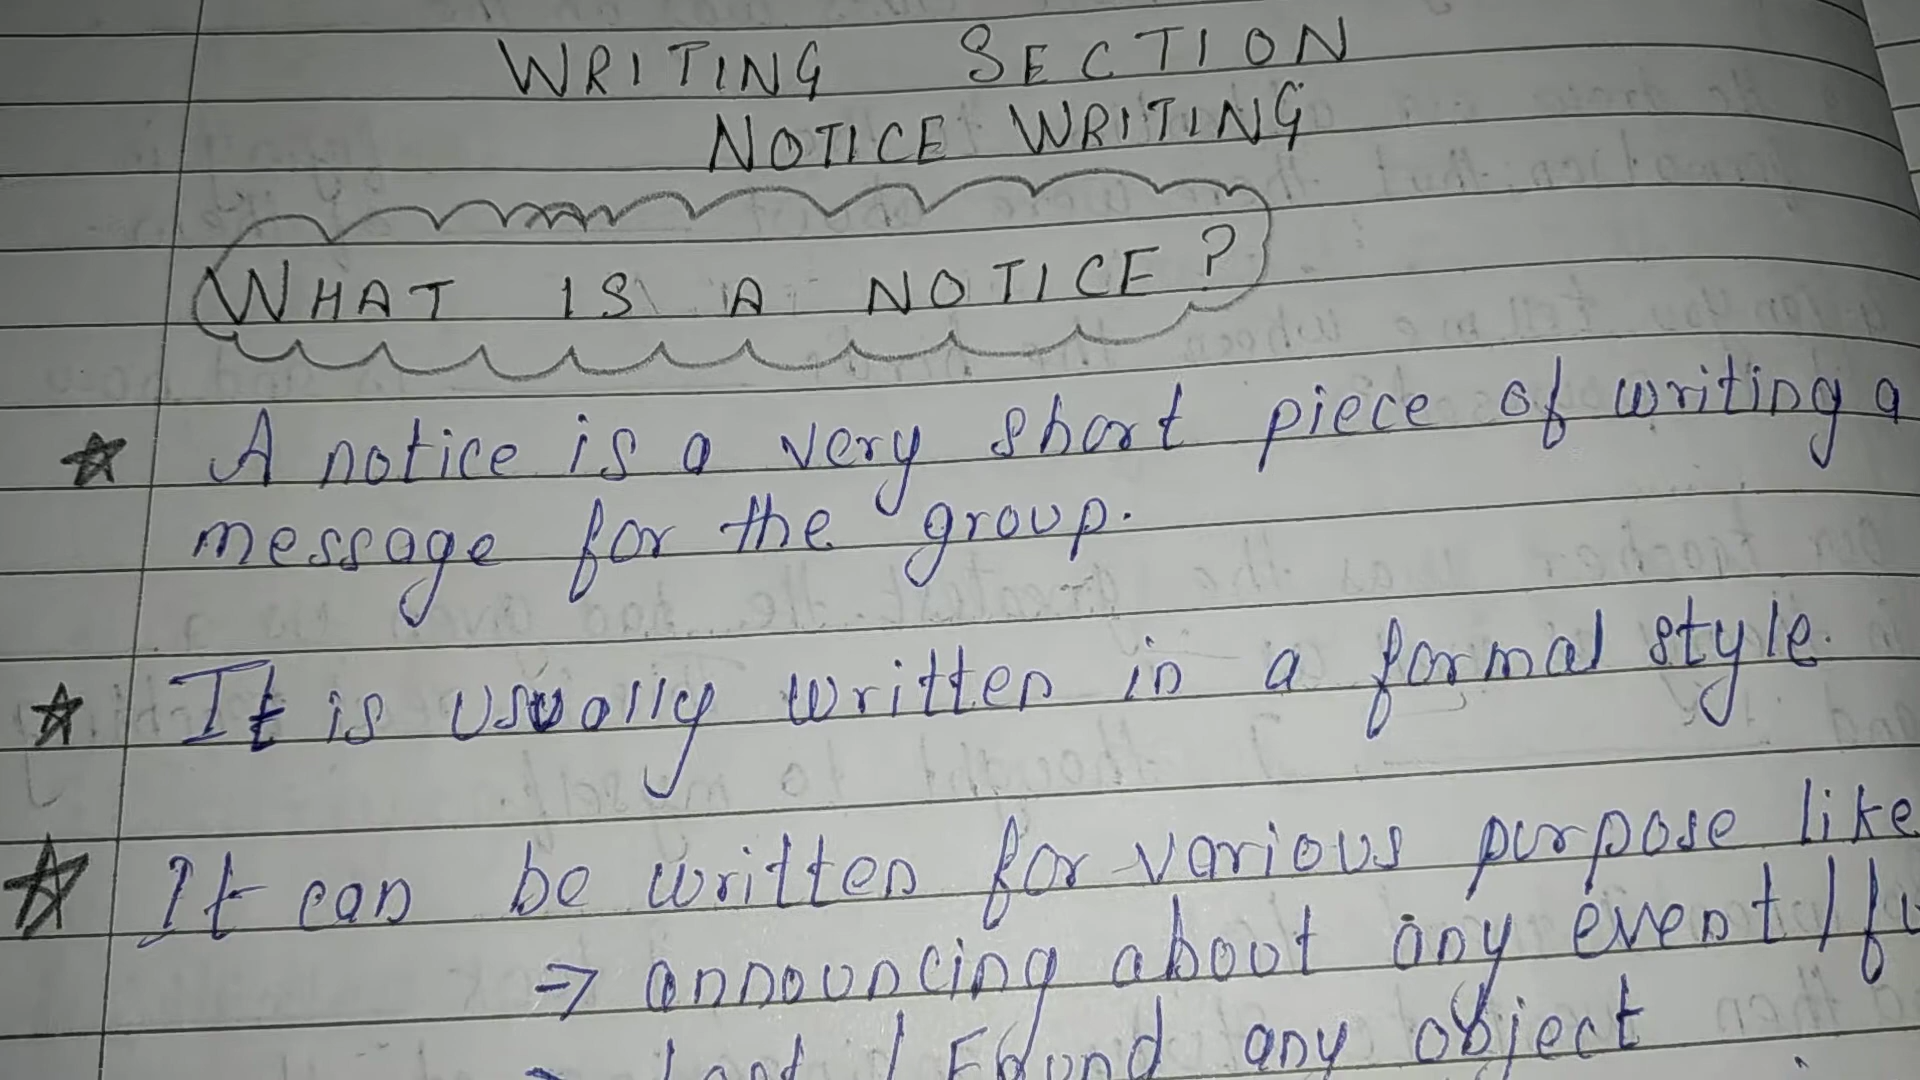 WRITING SECTION
NOTICE WRITING
WHAT IS A NOTICE?
☆ A notice is a very short piece of writing a
message for the group.
☆ It is usually written in a formal style.
☆ It can be written for various purpose like
⇒ announcing about any event /
/ Found any object